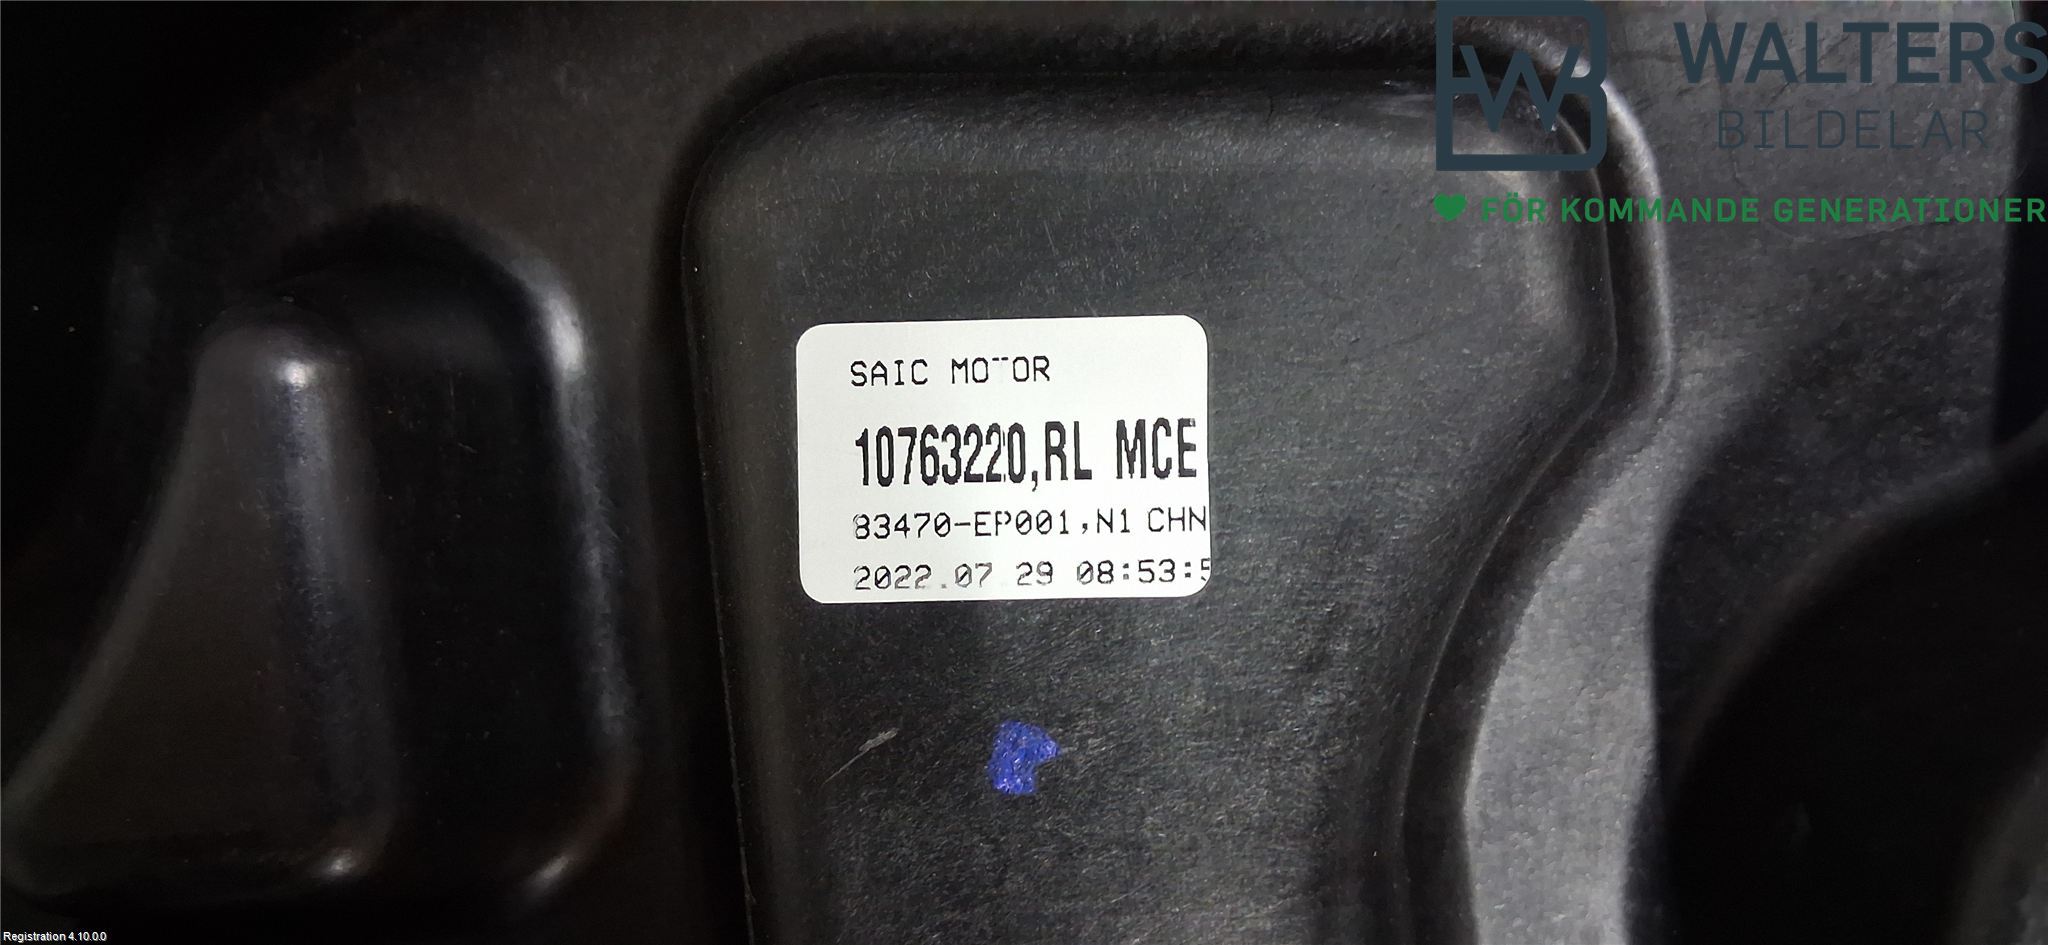 WALTERS
BILDELAR
FÖR KOMMANDE GENERATIONER
SAIC MOTOR
10763220,RL MCE
83470-EP001,N1 CHN
2022.07 29 08:53:5
Registration 4.10.0.0